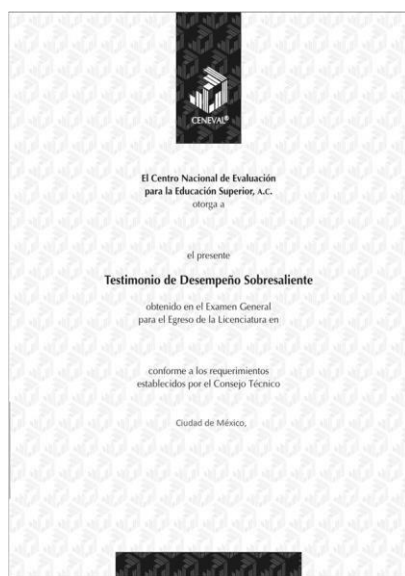 CENEVAL®
El Centro Nacional de Evaluación
para la Educación Superior, A.C.
otorga a
el presente
Testimonio de Desempeño Sobresaliente
obtenido en el Examen General
para el Egreso de la Licenciatura en
conforme a los requerimientos
establecidos por el Consejo Técnico
Ciudad de México,